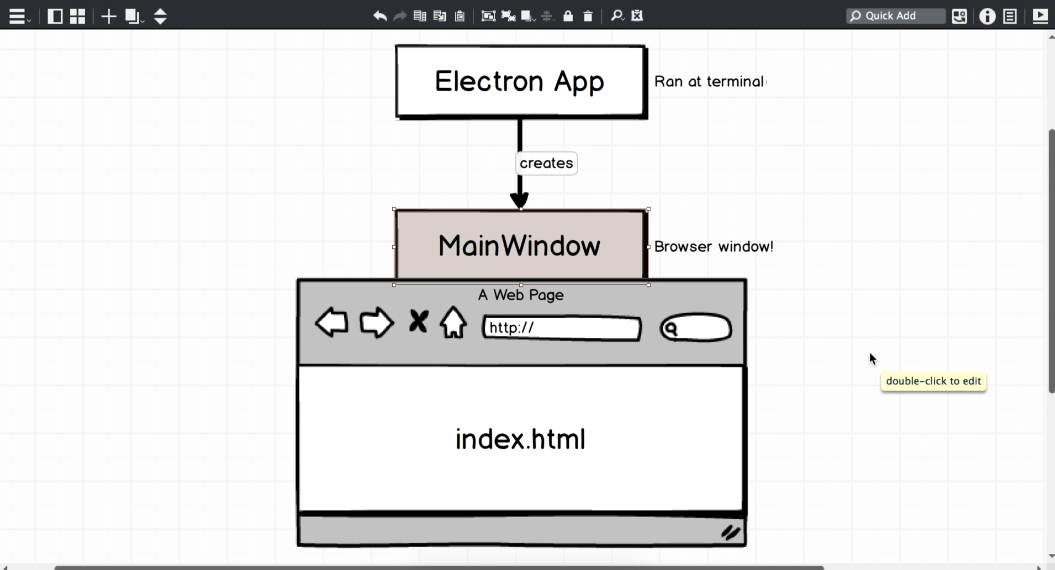 Quick Add
Electron App
Ran at terminal
creates
MainWindow
Browser window!
A Web Page
http://
double-click to edit
index.html